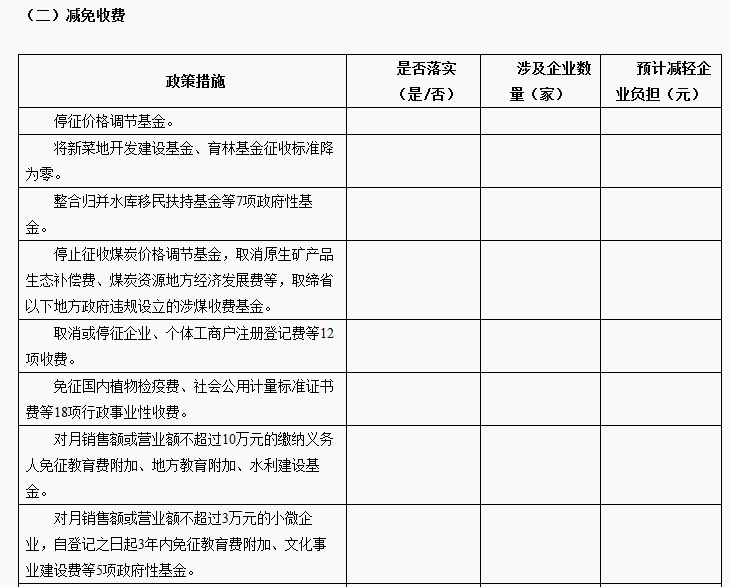 （二）减免收费
政策措施
是否落实
（是/否）
涉及企业数
量（家）
预计减轻企
业负担（元）
停征价格调节基金。
将新菜地开发建设基金、育林基金征收标准降
为零。
整合归并水库移民扶持基金等7项政府性基
金。
停止征收煤炭价格调节基金，取消原生矿产品
生态补偿费、煤炭资源地方经济发展费等，取缔省
以下地方政府违规设立的涉煤收费基金。
取消或停征企业、个体工商户注册登记费等12
项收费。
免征国内植物检疫费、社会公用计量标准证书
费等18项行政事业性收费。
对月销售额或营业额不超过10万元的缴纳义务
人免征教育费附加、地方教育附加、水利建设基
金。
对月销售额或营业额不超过3万元的小微企
业，自登记之日起3年内免征教育费附加、文化事
业建设费等5项政府性基金。